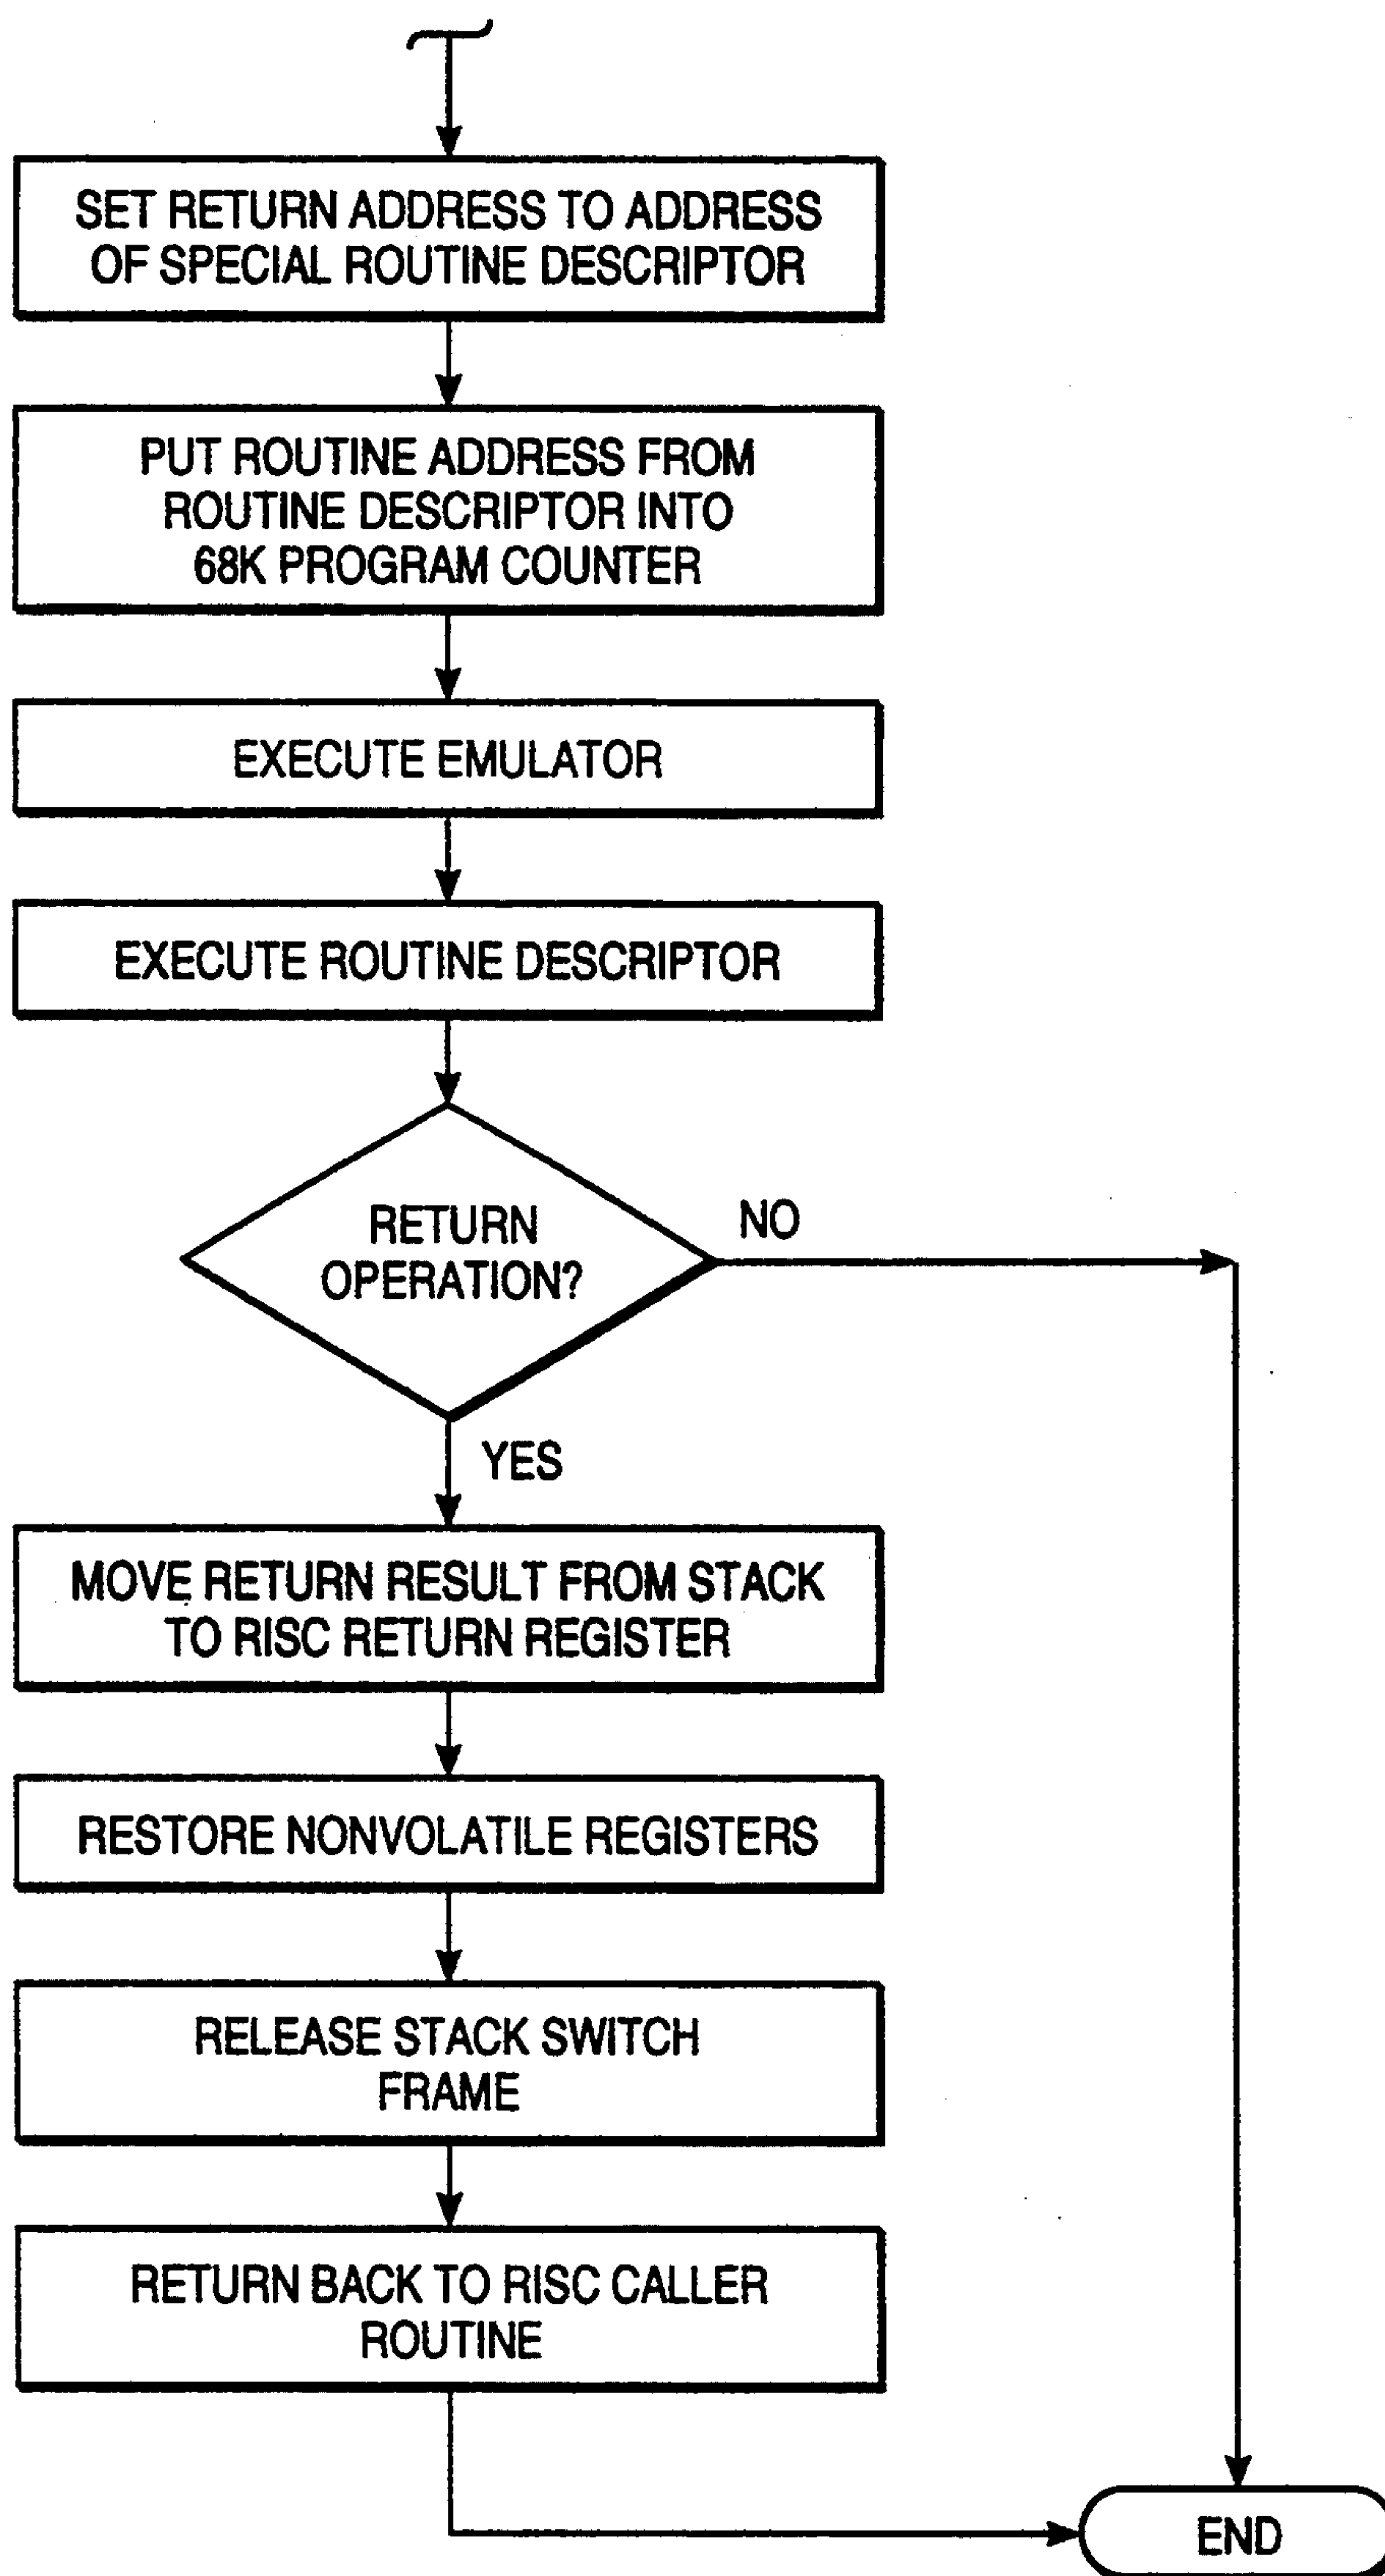 SET RETURN ADDRESS TO ADDRESS
OF SPECIAL ROUTINE DESCRIPTOR
PUT ROUTINE ADDRESS FROM
ROUTINE DESCRIPTOR INTO
68K PROGRAM COUNTER
EXECUTE EMULATOR
EXECUTE ROUTINE DESCRIPTOR
RETURN
OPERATION?
NO
YES
MOVE RETURN RESULT FROM STACK
TO RISC RETURN REGISTER
RESTORE NONVOLATILE REGISTERS
RELEASE STACK SWITCH
FRAME
RETURN BACK TO RISC CALLER
ROUTINE
END